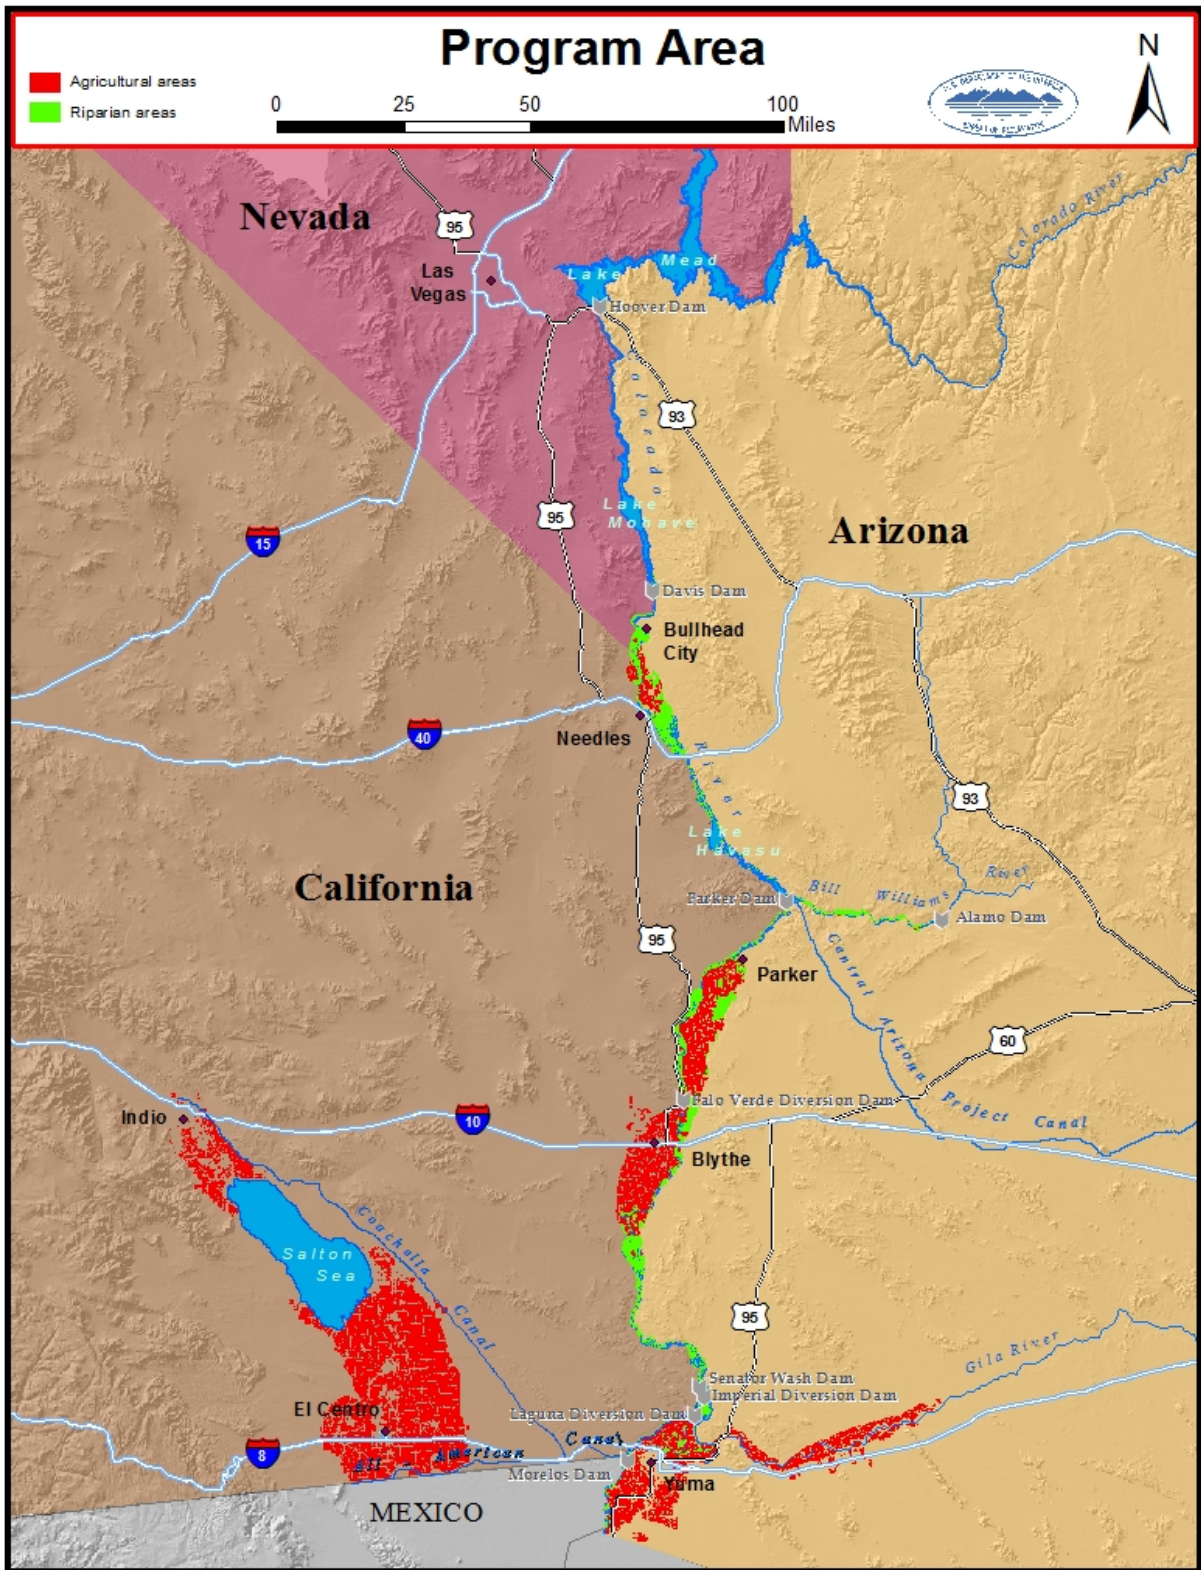 Program Area
N
Agricultural areas
Riparian areas
0 25 50 100
Miles
Nevada
95
Las
Vegas
Lake Mead
Hoover Dam
Colorado River
93
Colorado
Lake
Mohave
95
Arizona
15
Davis Dam
Bullhead
City
Needles
40
River
93
Lake
Havasu
California
Parker Dam
Bill Williams River
Alamo Dam
95
Parker
Central Arizona Project Canal
60
Palo Verde Diversion Dam
Indio
10
Blythe
Coachella Canal
Salton
Sea
95
Gila River
Senator Wash Dam
Imperial Diversion Dam
Laguna Diversion Dam
El Centro
8
All - American Canal
Morelos Dam
Yuma
MEXICO